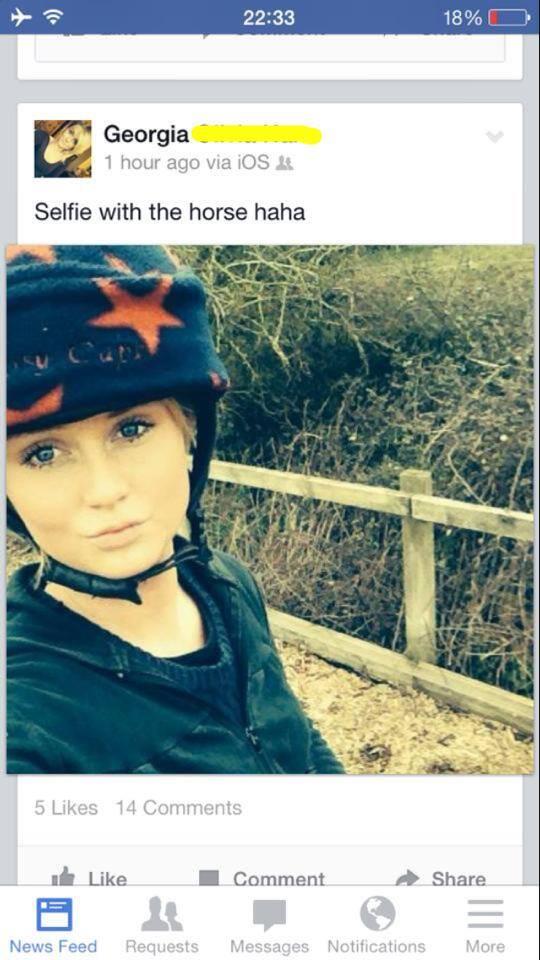 22:33
18%
Georgia
1 hour ago via iOS
Selfie with the horse haha
5 Likes 14 Comments
Like Comment Share
News Feed Requests Messages Notifications More